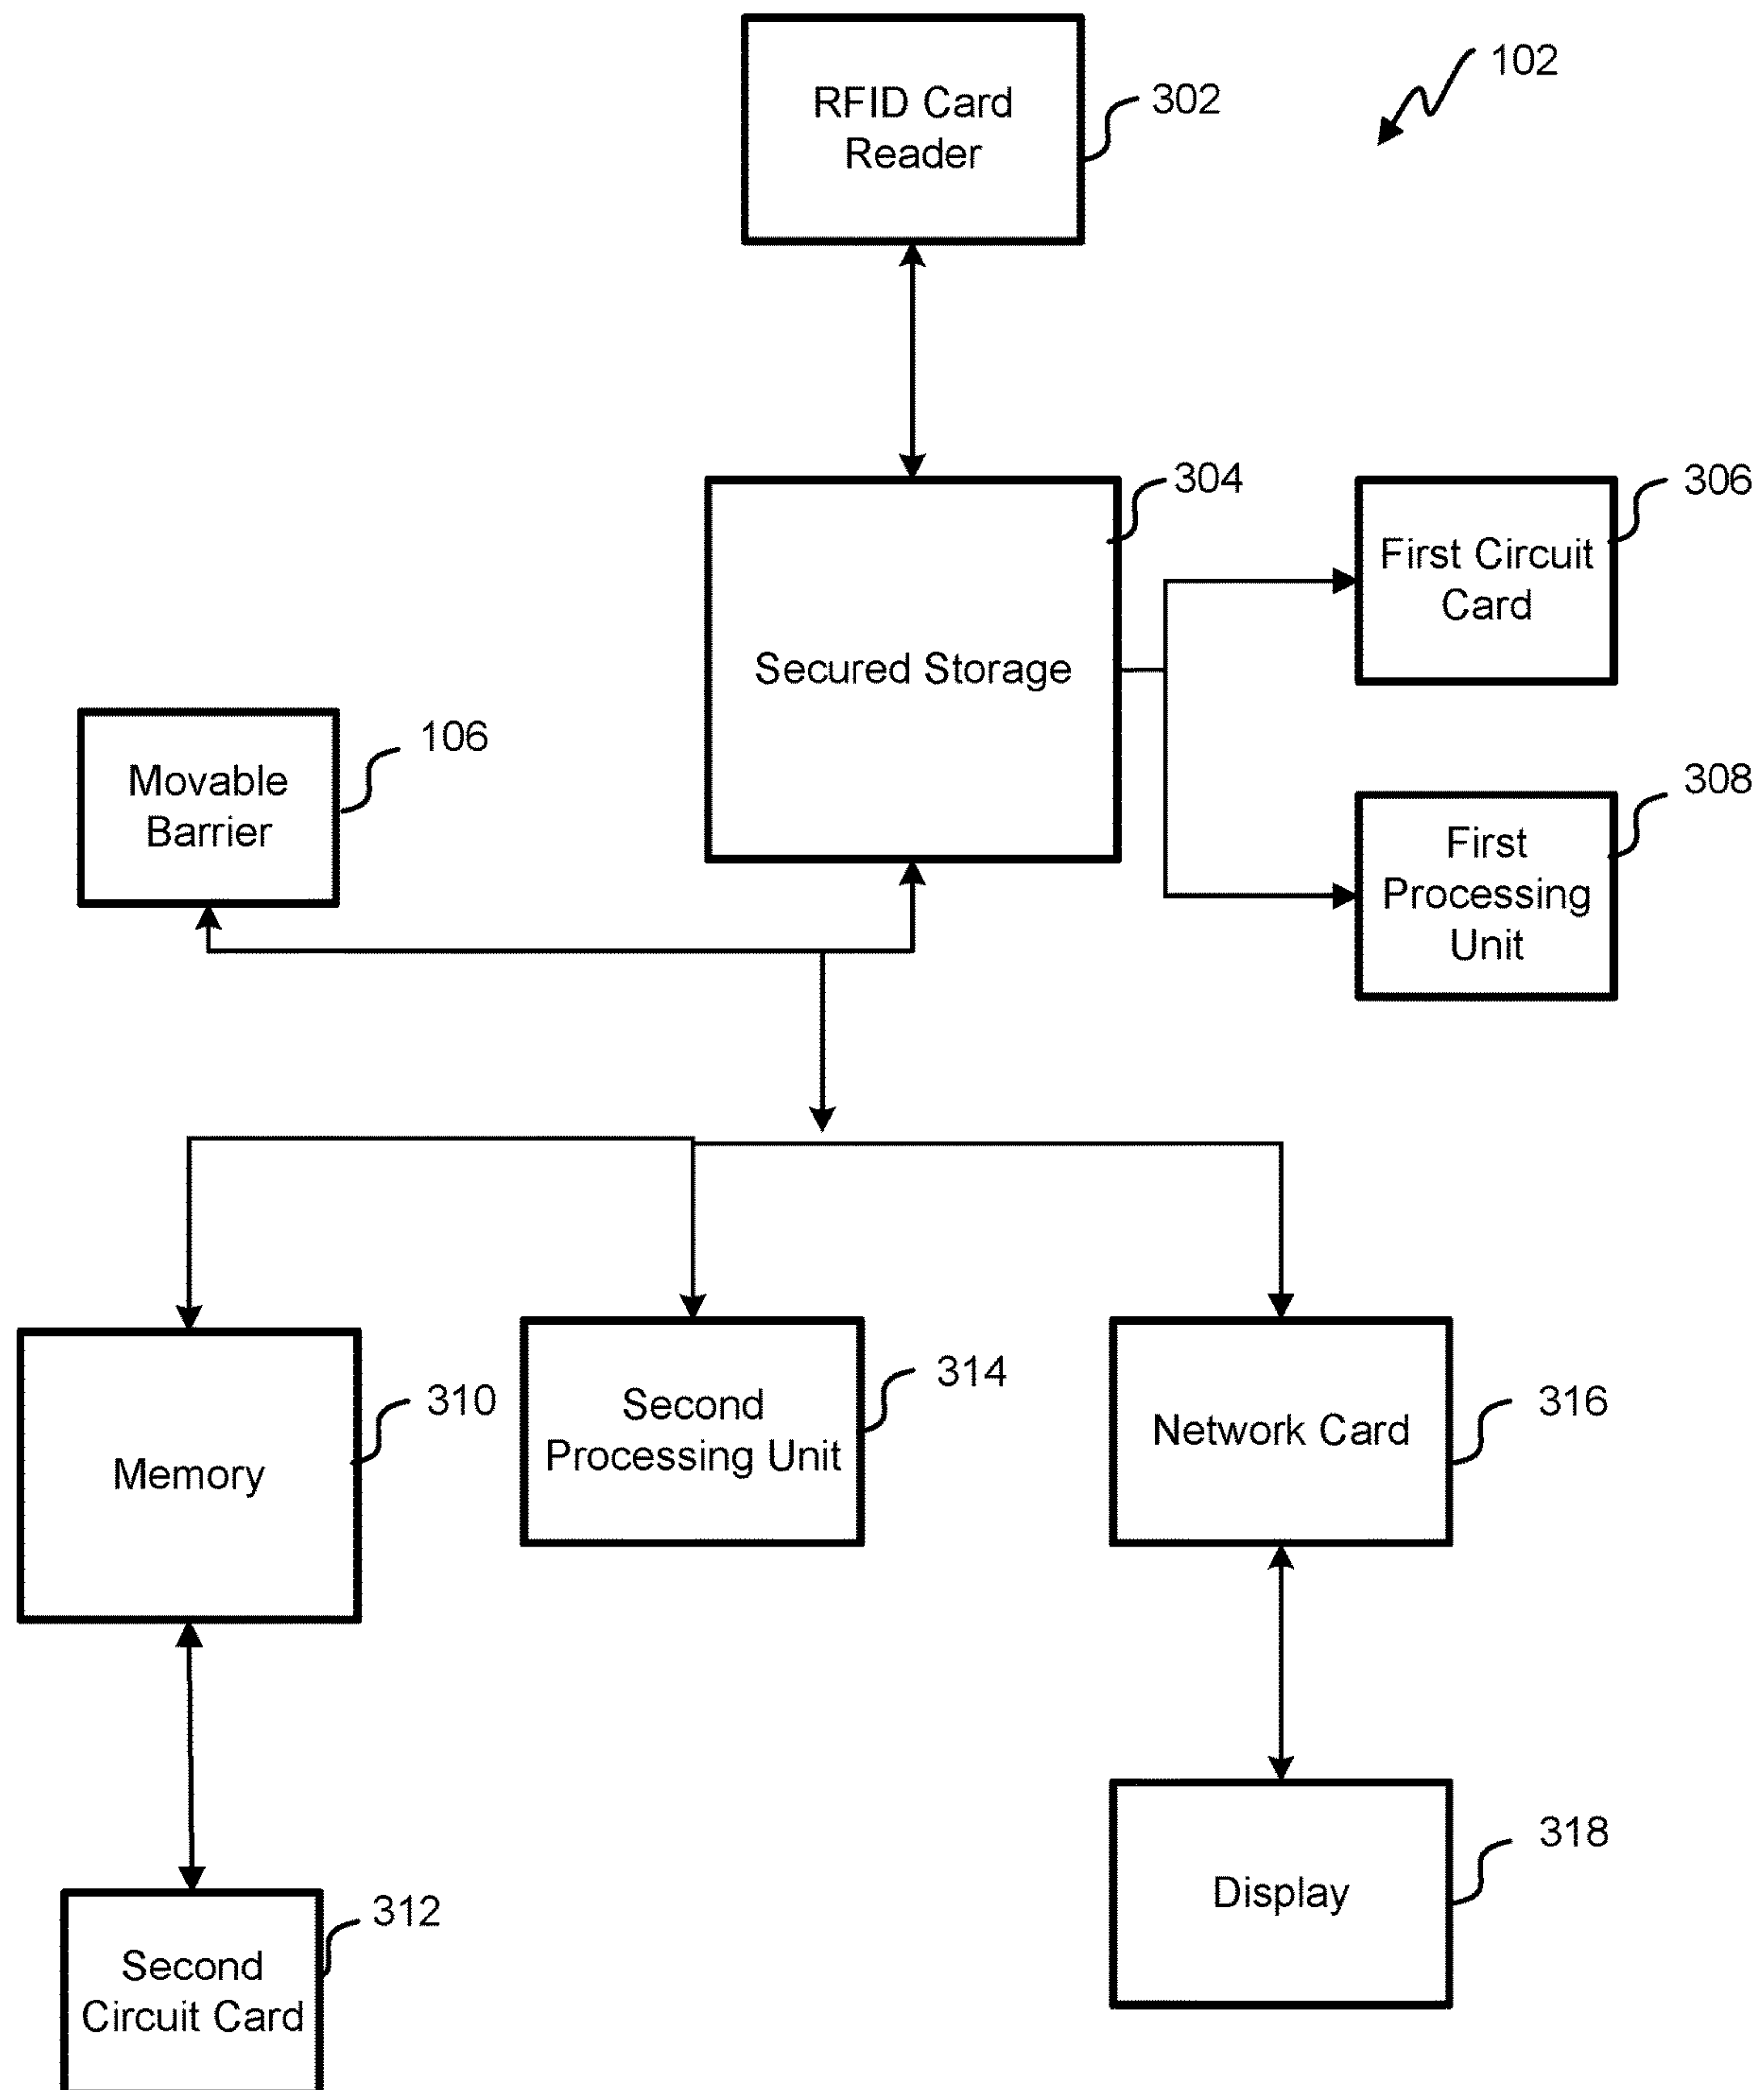 102
RFID Card
Reader
302
304
306
First Circuit
Card
Secured Storage
106
Movable
Barrier
308
First
Processing
Unit
310
Memory
314
Second
Processing Unit
316
Network Card
312
Second
Circuit Card
318
Display